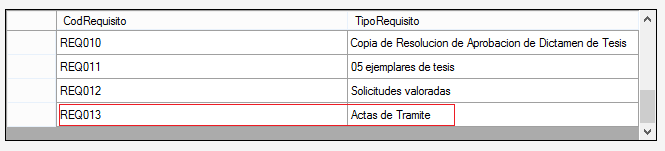 CodRequisito TipoRequisito
REQ010 Copia de Resolucion de Aprobacion de Dictamen de Tesis
REQ011 05 ejemplares de tesis
REQ012 Solicitudes valoradas
REQ013 Actas de Tramite